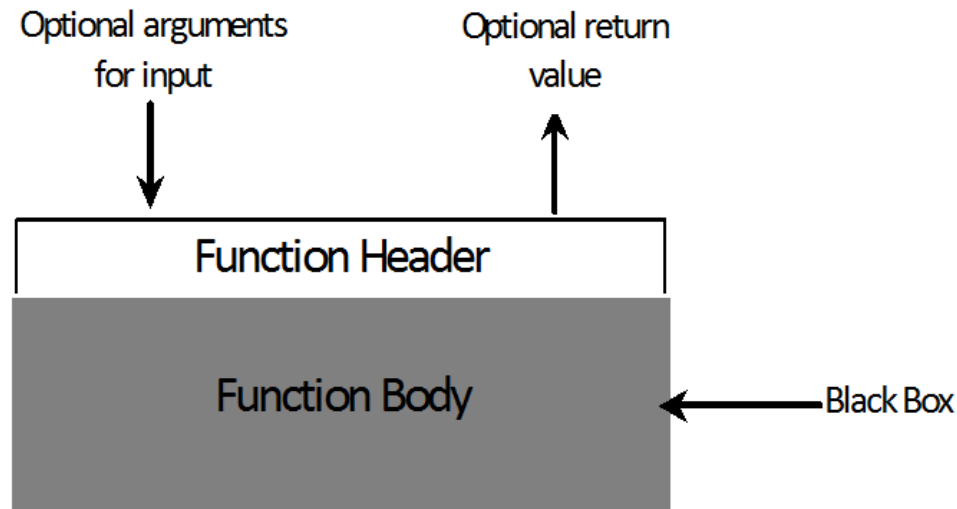 Optional arguments
for input
Optional return
value
Function Header
Function Body
Black Box